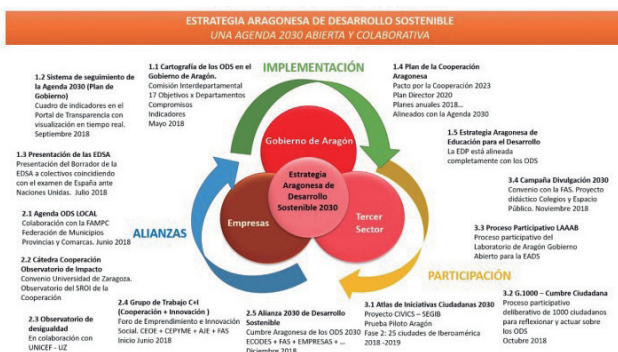 ESTRATEGIA ARAGONESA DE DESARROLLO SOSTENIBLE
UNA AGENDA 2030 ABIERTA Y COLABORATIVA
1.2 Sistema de seguimiento de
la Agenda 2030 (Plan de
Gobierno)
Cuadro de indicadores en el
Portal de Transparencia con
visualización en tiempo real.
Septiembre 2018
1.1 Cartografía de los ODS en el
Gobierno de Aragón.
Comisión Interdepartamental
17 Objetivos x Departamentos
Compromisos
Indicadores
Mayo 2018
IMPLEMENTACIÓN
1.4 Plan de la Cooperación
Aragonesa
Pacto por la Cooperación 2023
Plan Director 2020
Planes anuales 2018...
Alineados con la Agenda 2030
1.5 Estrategia Aragonesa de
Educación para el Desarrollo
La EDP está alineada
completamente con los ODS
1.3 Presentación de las EDSA
Presentación del Borrador de la
EDSA a colectivos coincidiendo
con el examen de España ante
Naciones Unidas. Julio 2018
Gobierno de Aragón
Estrategia
Aragonesa de
Desarrollo
Sostenible 2030
Empresas
Tercer
Sector
3.4 Campaña Divulgación 2030
Convenio con la FAS. Proyecto
didáctico Colegios y Espacio
Público. Noviembre 2018
2.1 Agenda ODS LOCAL
Colaboración con la FAMPC
Federación de Municipios
Provincias y Comarcas. Junio 2018
ALIANZAS
3.3 Proceso Participativo LAAAB
Proceso participativo del
Laboratorio de Aragón Gobierno
Abierto para la EADS
2.2 Cátedra Cooperación
Observatorio de Impacto
Convenio Universidad de Zaragoza.
Observatorio del SROI de la
Cooperación
PARTICIPACIÓN
2.3 Observatorio de
desigualdad
En colaboración con
UNICEF - UZ
2.4 Grupo de Trabajo C+I
(Cooperación + Innovación )
Foro de Emprendimiento e Innovación
Social. CEOE + CEPYME + AJE + FAS
Inicio Junio 2018
2.5 Alianza 2030 de Desarrollo
Sostenible
Cumbre Aragonesa de los ODS 2030
ECODES + FAS + EMPRESAS + ...
Diciembre 2018
3.1 Atlas de Iniciativas Ciudadanas 2030
Proyecto CIVICS – SEGIB
Prueba Piloto Aragón
Fase 2: 25 ciudades de Iberoamérica
2018 -2019
3.2 G.1000 – Cumbre Ciudadana
Proceso participativo
deliberativo de 1000 ciudadanos
para reflexionar y actuar sobre
los ODS
Octubre 2018